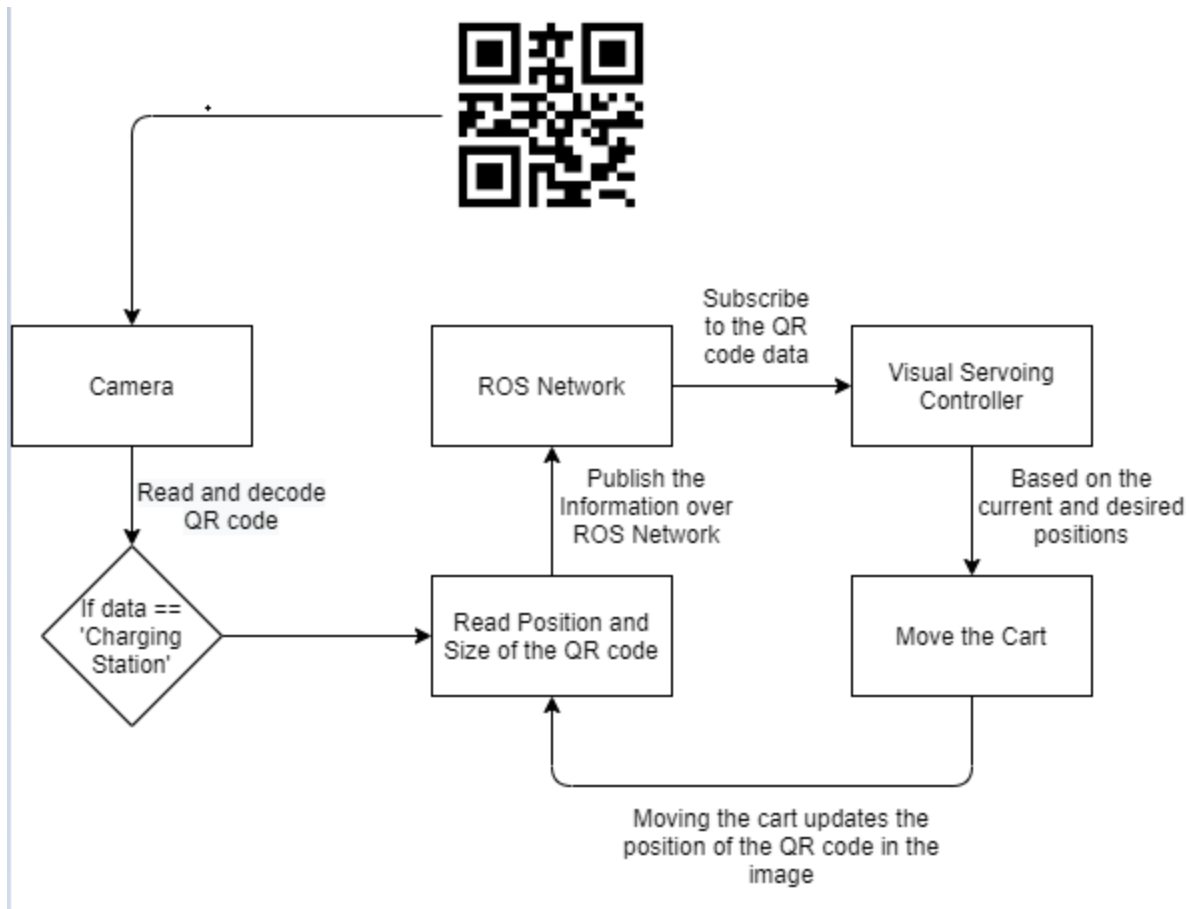 Camera
Read and decode
QR code
If data ==
'Charging
Station'
Read Position and
Size of the QR code
Publish the
Information over
ROS Network
ROS Network
Subscribe
to the QR
code data
Visual Servoing
Controller
Based on the
current and desired
positions
Move the Cart
Moving the cart updates the
position of the QR code in the
image